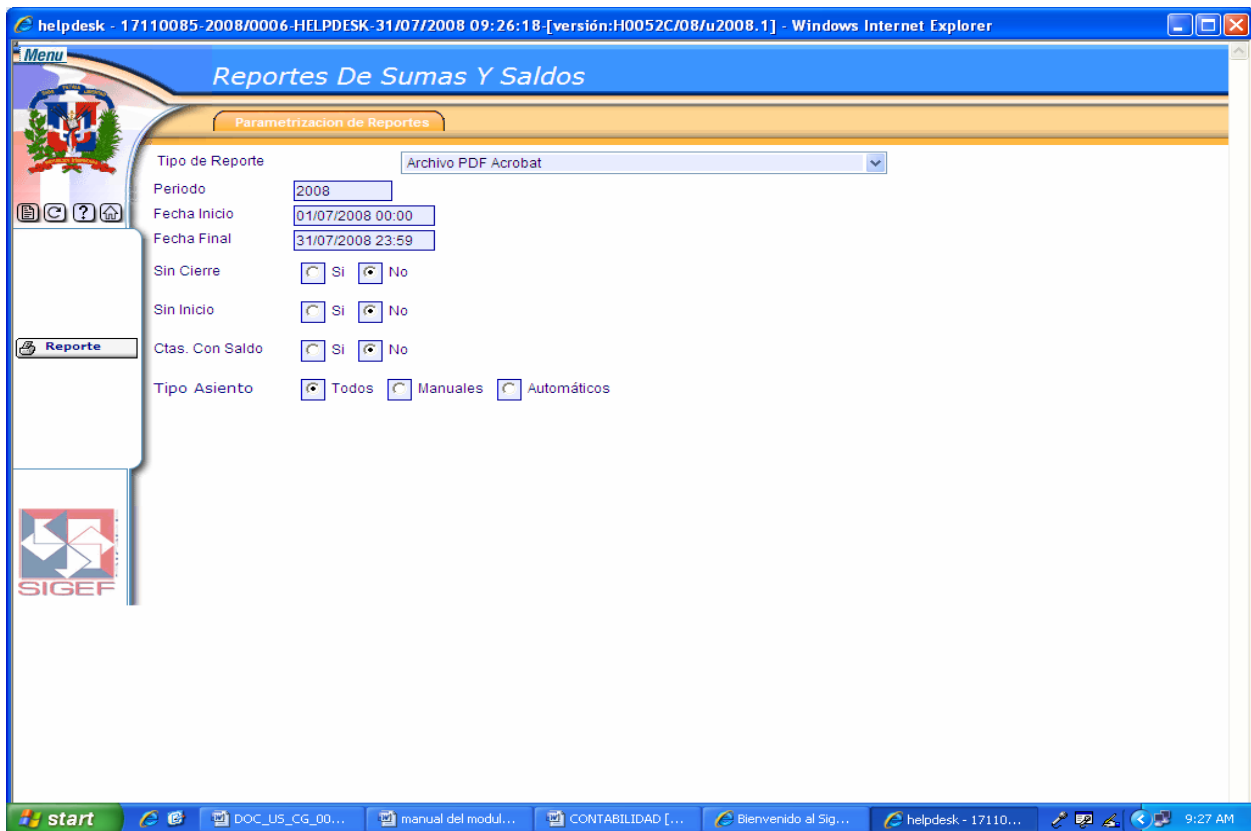 helpdesk - 17110085-2008/0006-HELPDESK-31/07/2008 09:26:18-[versión:H0052C/08/u2008.1] - Windows Internet Explorer
Menu
Reportes De Sumas Y Saldos
Parametrizacion de Reportes
Tipo de Reporte Archivo PDF Acrobat
Periodo 2008
Fecha Inicio 01/07/2008 00:00
Fecha Final 31/07/2008 23:59
Sin Cierre Si No
Sin Inicio Si No
Reporte
Ctas. Con Saldo Si No
Tipo Asiento Todos Manuales Automáticos
SIGEF
start DOC_US_CG_00... manual del modul... CONTABILIDAD [... Bienvenido al Sig... helpdesk - 17110... 9:27 AM